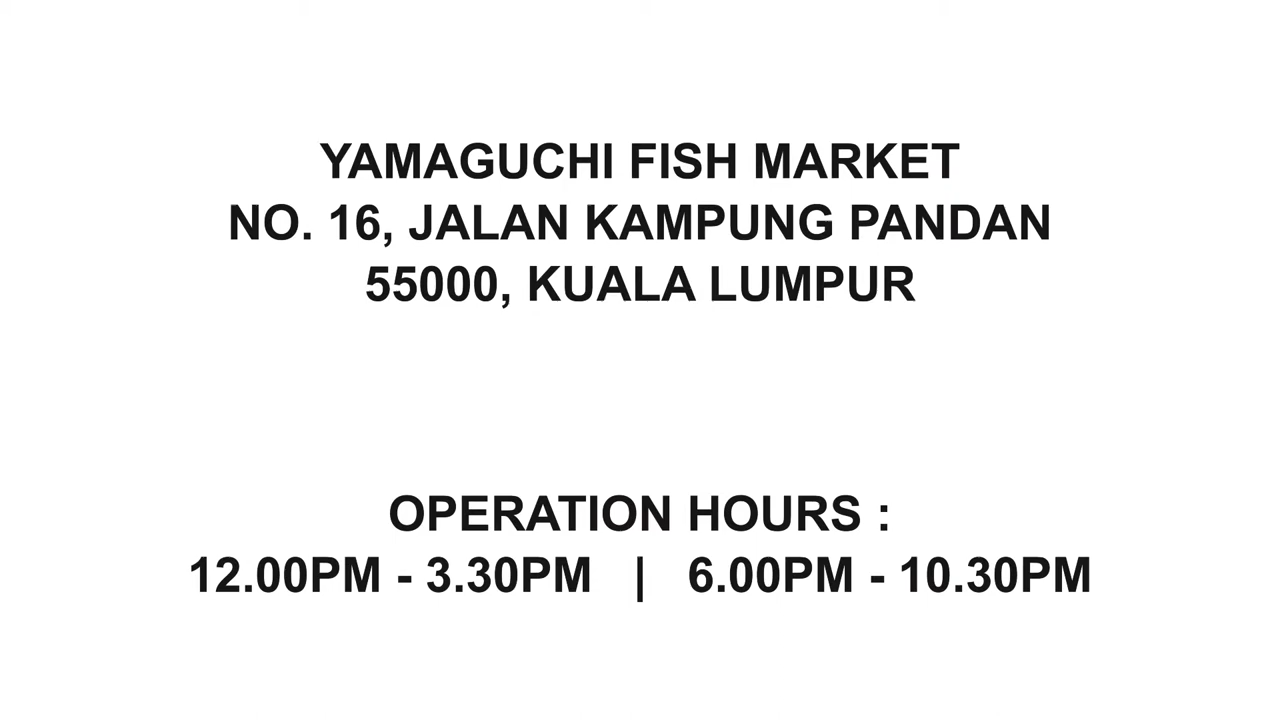 YAMAGUCHI FISH MARKET
NO. 16, JALAN KAMPUNG PANDAN
55000, KUALA LUMPUR
OPERATION HOURS :
12.00PM - 3.30PM | 6.00PM - 10.30PM